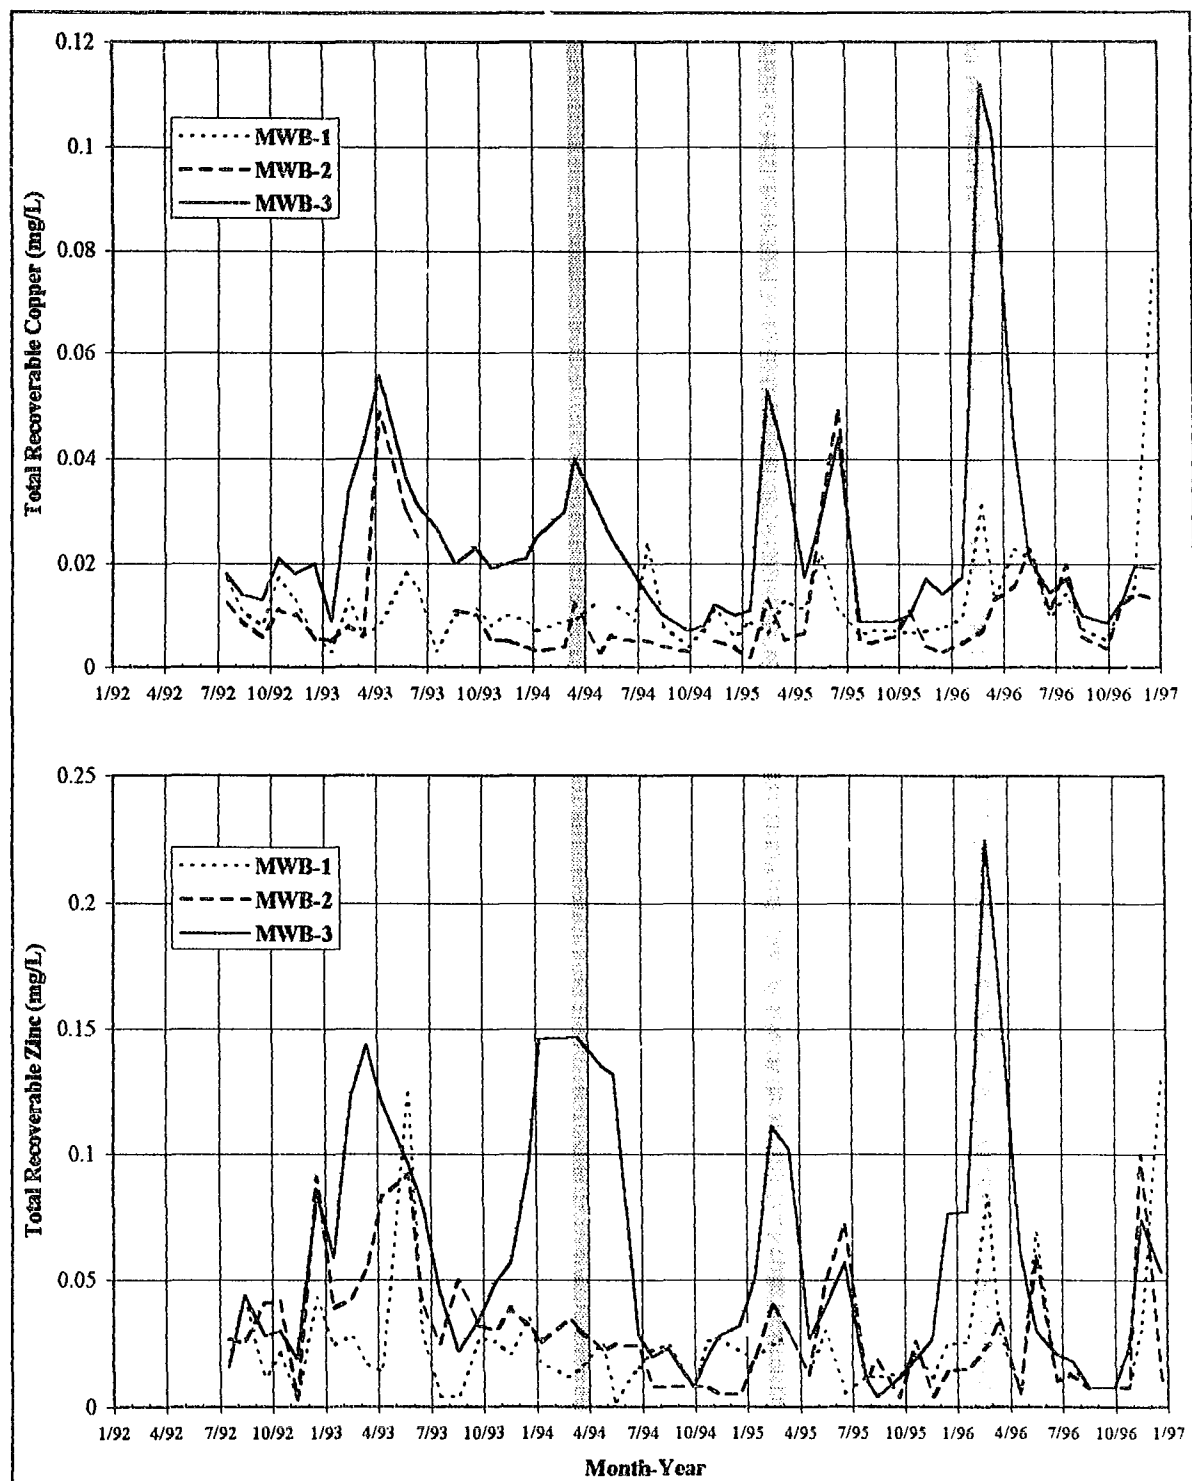 0.12
0.1
0.08
0.06
0.04
0.02
0
Total Recoverable Copper (mg/L)
MWB-1
MWB-2
MWB-3
1/92 4/92 7/92 10/92 1/93 4/93 7/93 10/93 1/94 4/94 7/94 10/94 1/95 4/95 7/95 10/95 1/96 4/96 7/96 10/96 1/97
0.25
0.2
0.15
0.1
0.05
0
Total Recoverable Zinc (mg/L)
MWB-1
MWB-2
MWB-3
1/92 4/92 7/92 10/92 1/93 4/93 7/93 10/93 1/94 4/94 7/94 10/94 1/95 4/95 7/95 10/95 1/96 4/96 7/96 10/96 1/97
Month-Year